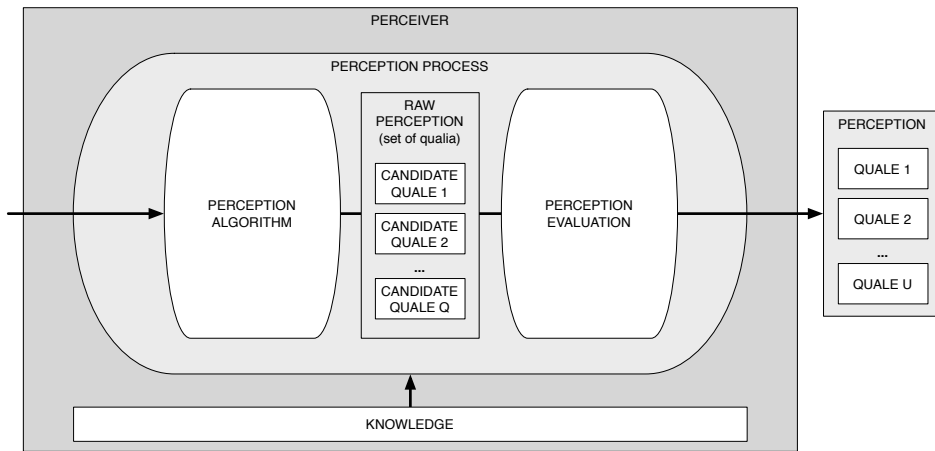 PERCEIVER
PERCEPTION PROCESS
PERCEPTION
ALGORITHM
RAW
PERCEPTION
(set of qualia)
CANDIDATE
QUALE 1
CANDIDATE
QUALE 2
...
CANDIDATE
QUALE Q
PERCEPTION
EVALUATION
PERCEPTION
QUALE 1
QUALE 2
...
QUALE U
KNOWLEDGE